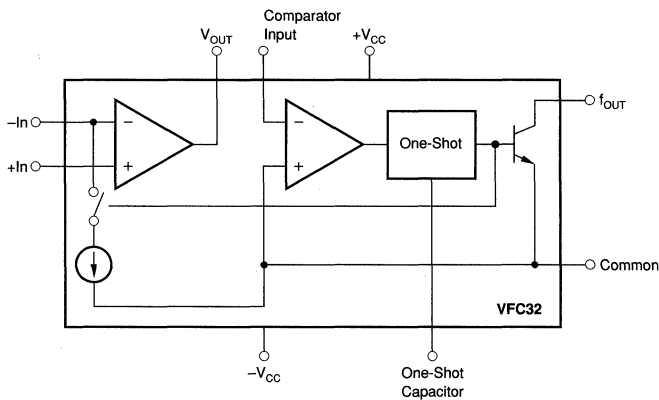 Comparator
Input
V_OUT
+V_CC
f_OUT
–In
–
–
One-Shot
+In
+
+
Common
VFC32
–V_CC
One-Shot
Capacitor